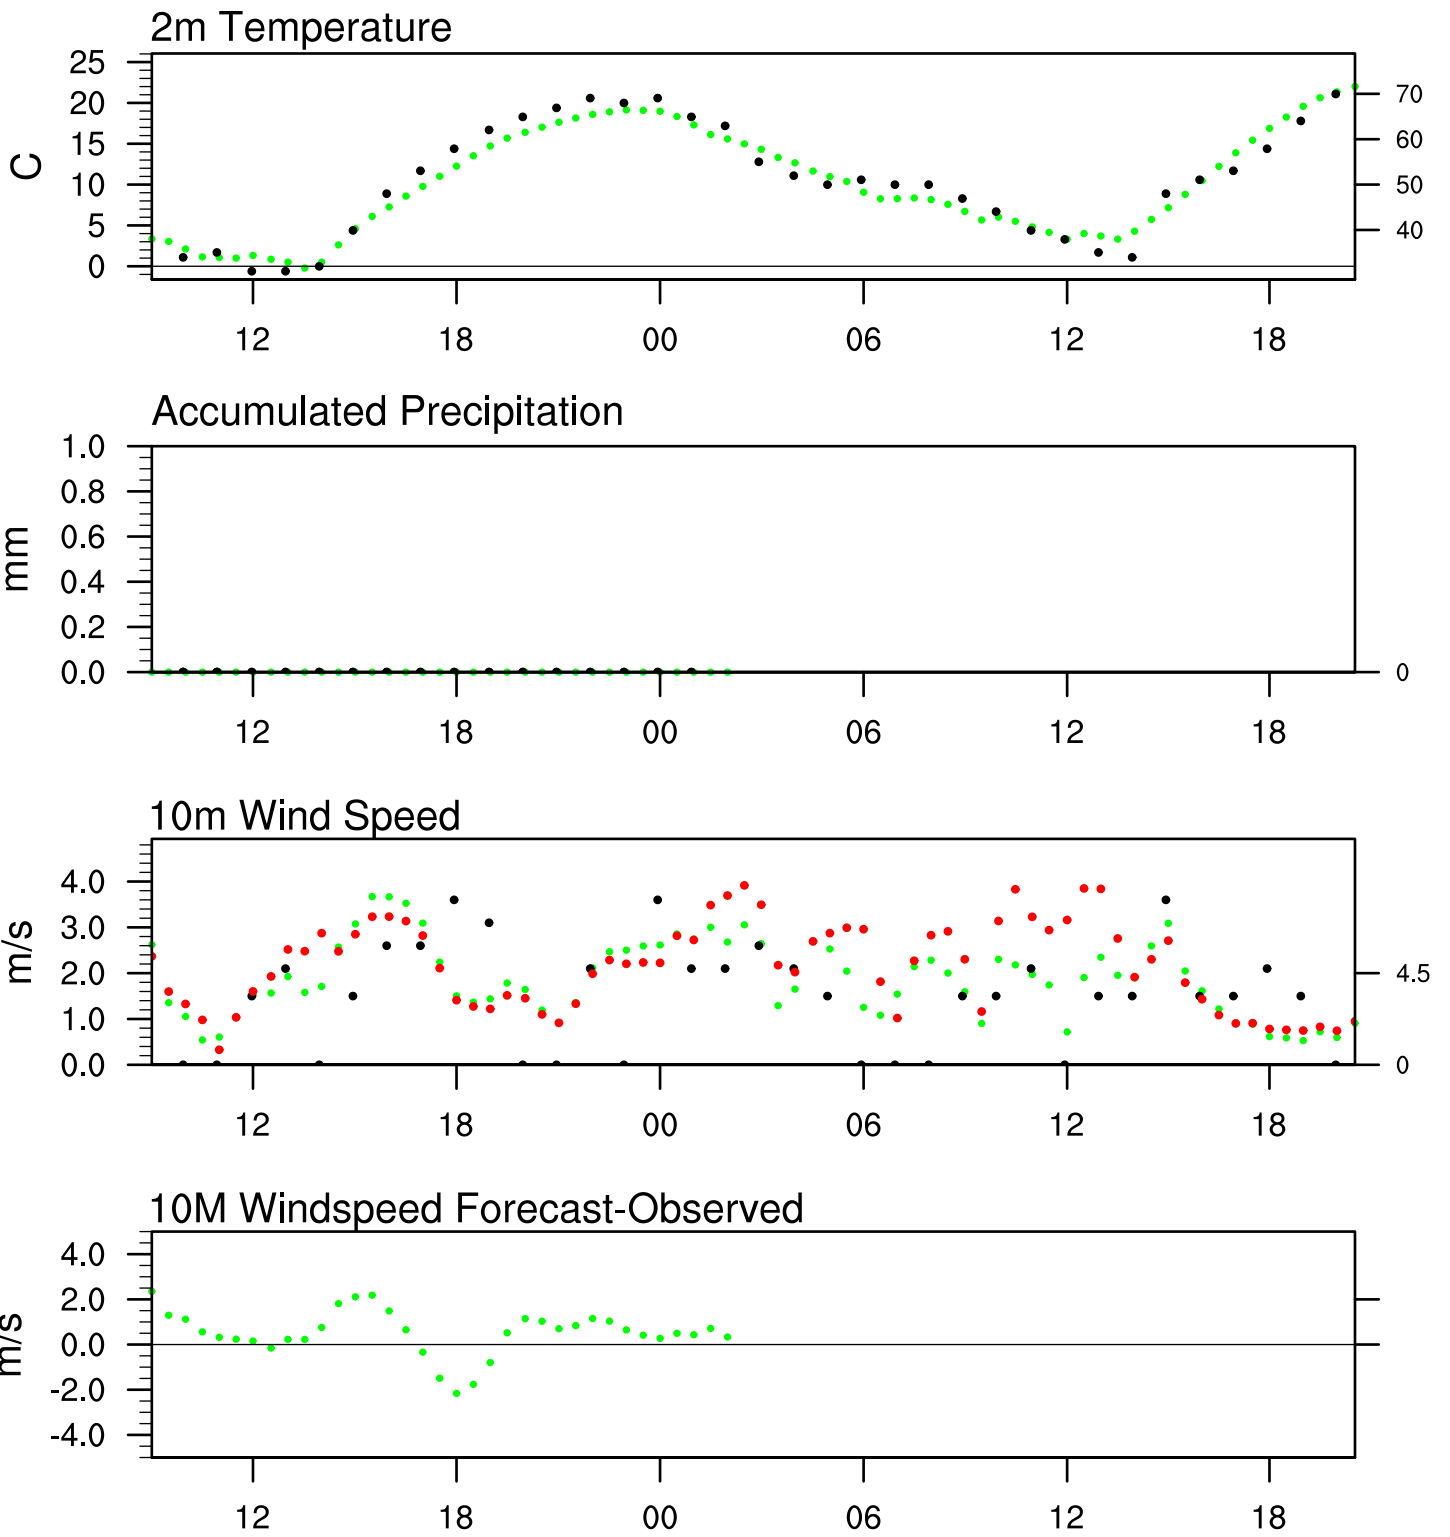 2m Temperature
25
20
15
10
5
0
C
70
60
50
40
12 18 00 06 12 18
Accumulated Precipitation
1.0
0.8
0.6
0.4
0.2
0.0
mm
0
12 18 00 06 12 18
10m Wind Speed
4.0
3.0
2.0
1.0
0.0
m/s
4.5
0
12 18 00 06 12 18
10M Windspeed Forecast-Observed
4.0
2.0
0.0
-2.0
-4.0
m/s
12 18 00 06 12 18